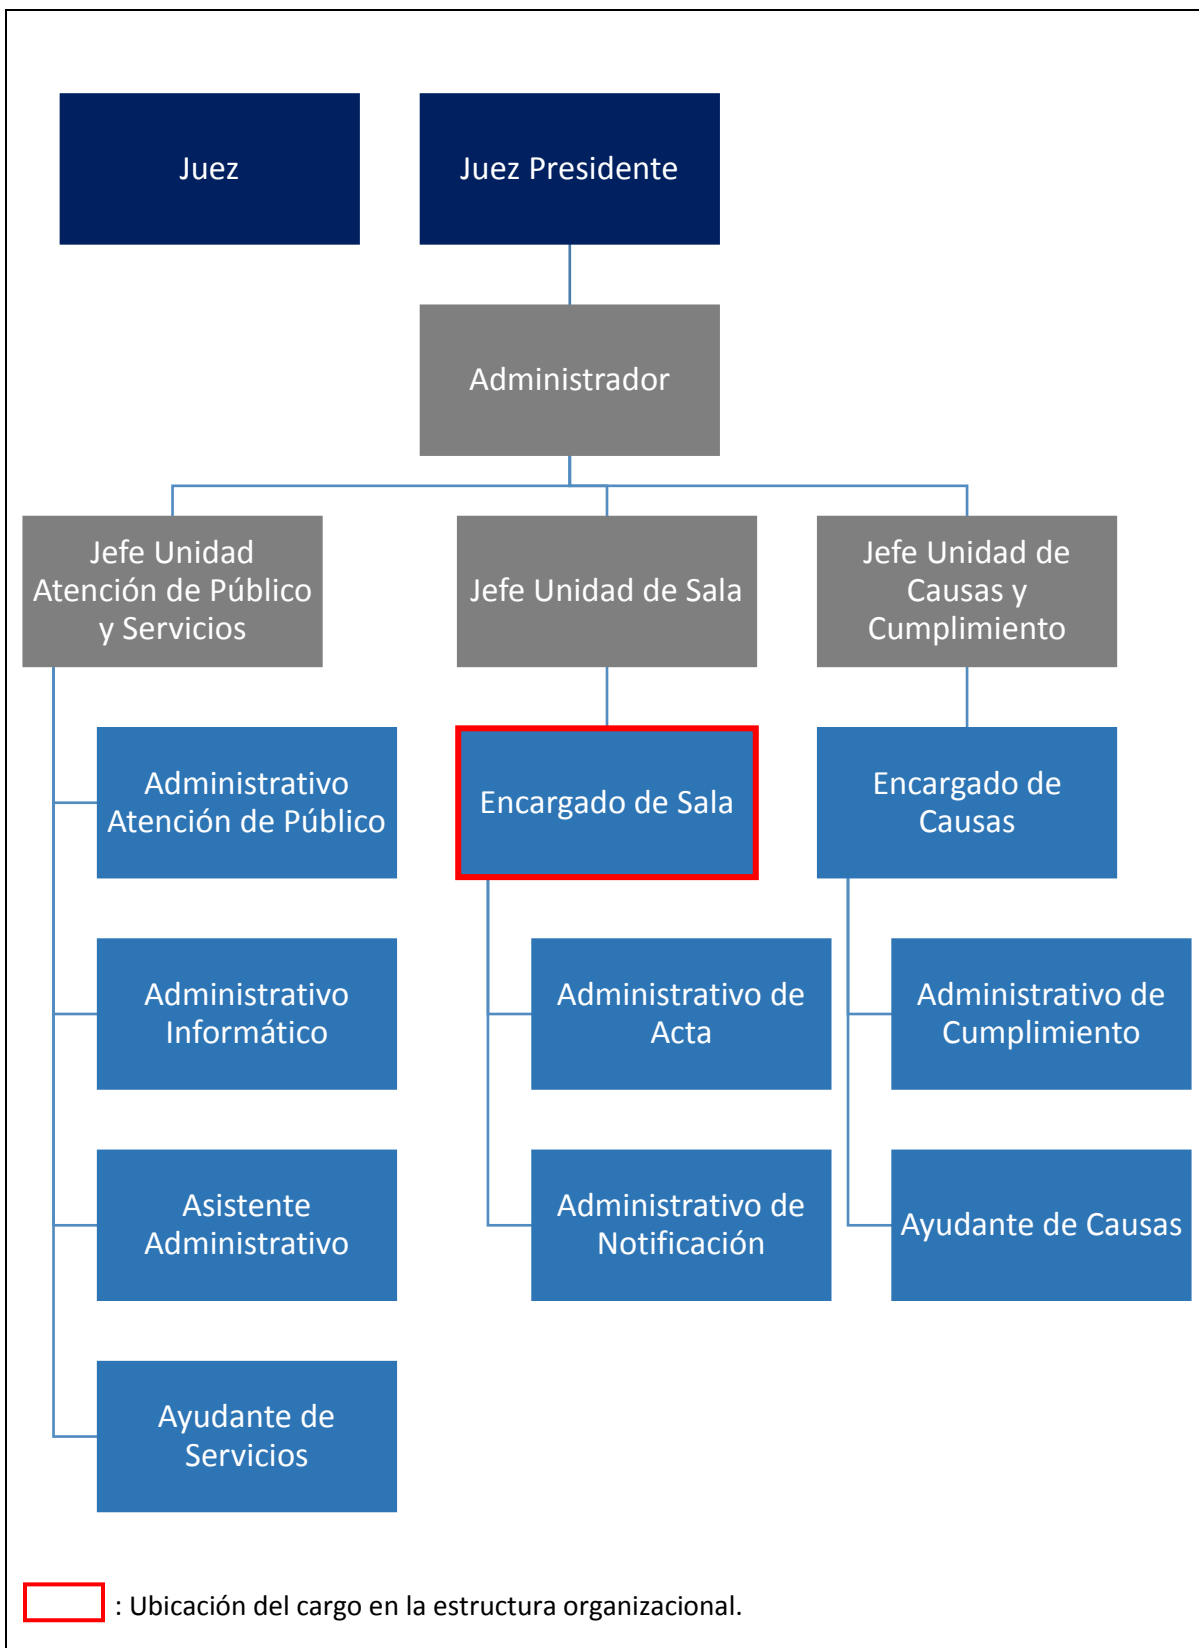 Juez
Juez Presidente
Administrador
Jefe Unidad
Atención de Público
y Servicios
Jefe Unidad de Sala
Jefe Unidad de
Causas y
Cumplimiento
Administrativo
Atención de Público
Encargado de Sala
Encargado de
Causas
Administrativo
Informático
Administrativo de
Acta
Administrativo de
Cumplimiento
Asistente
Administrativo
Administrativo de
Notificación
Ayudante de Causas
Ayudante de
Servicios
: Ubicación del cargo en la estructura organizacional.